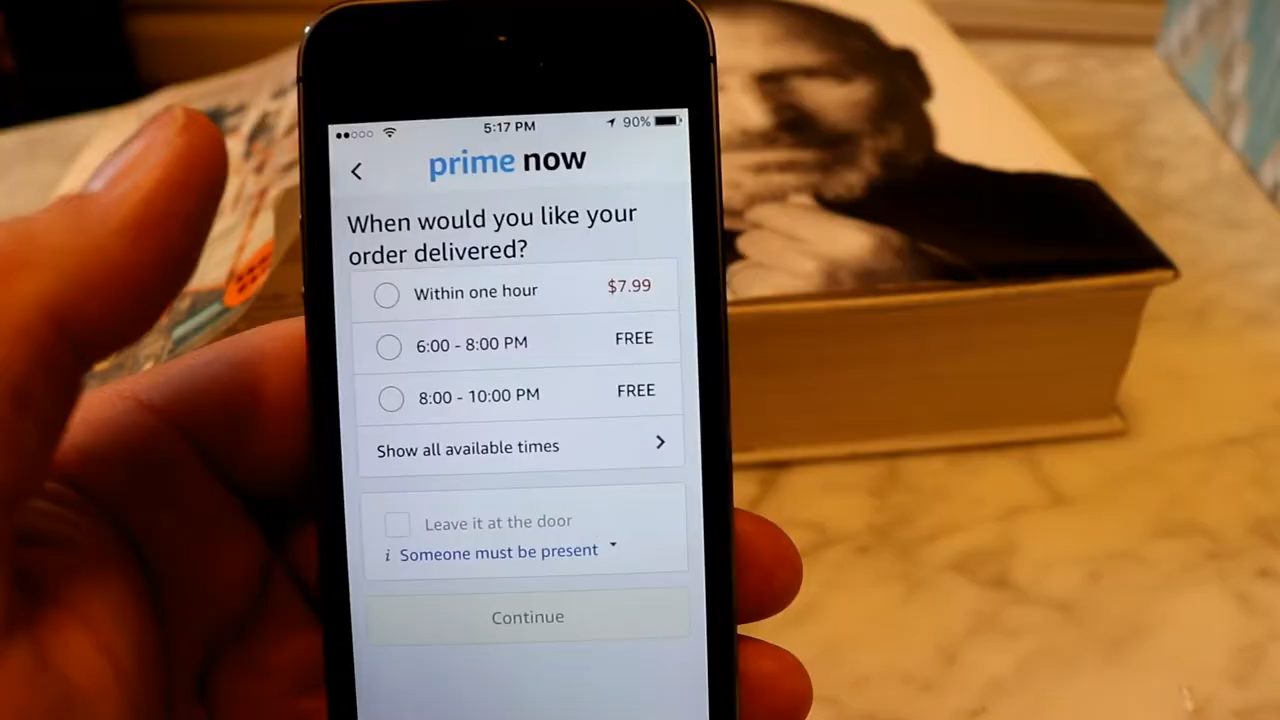 5:17 PM
90%
prime now
When would you like your
order delivered?
Within one hour $7.99
6:00 - 8:00 PM FREE
8:00 - 10:00 PM FREE
Show all available times
Leave it at the door
i Someone must be present
Continue